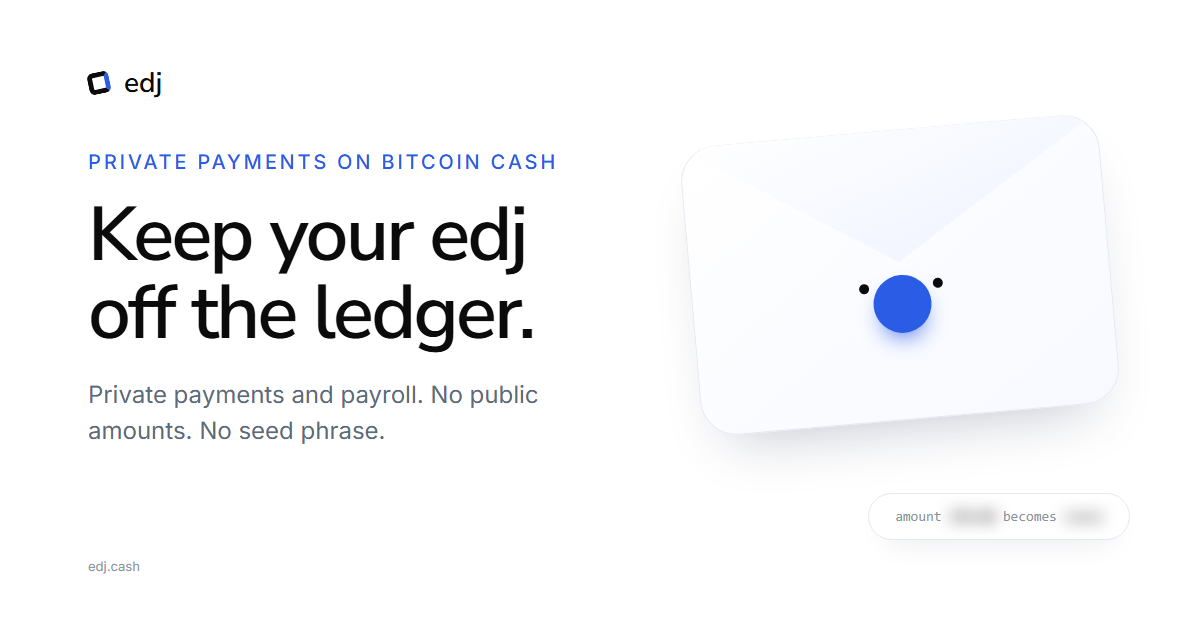 edj
PRIVATE PAYMENTS ON BITCOIN CASH
Keep your edj
off the ledger.
Private payments and payroll. No public
amounts. No seed phrase.
amount becomes
edj.cash